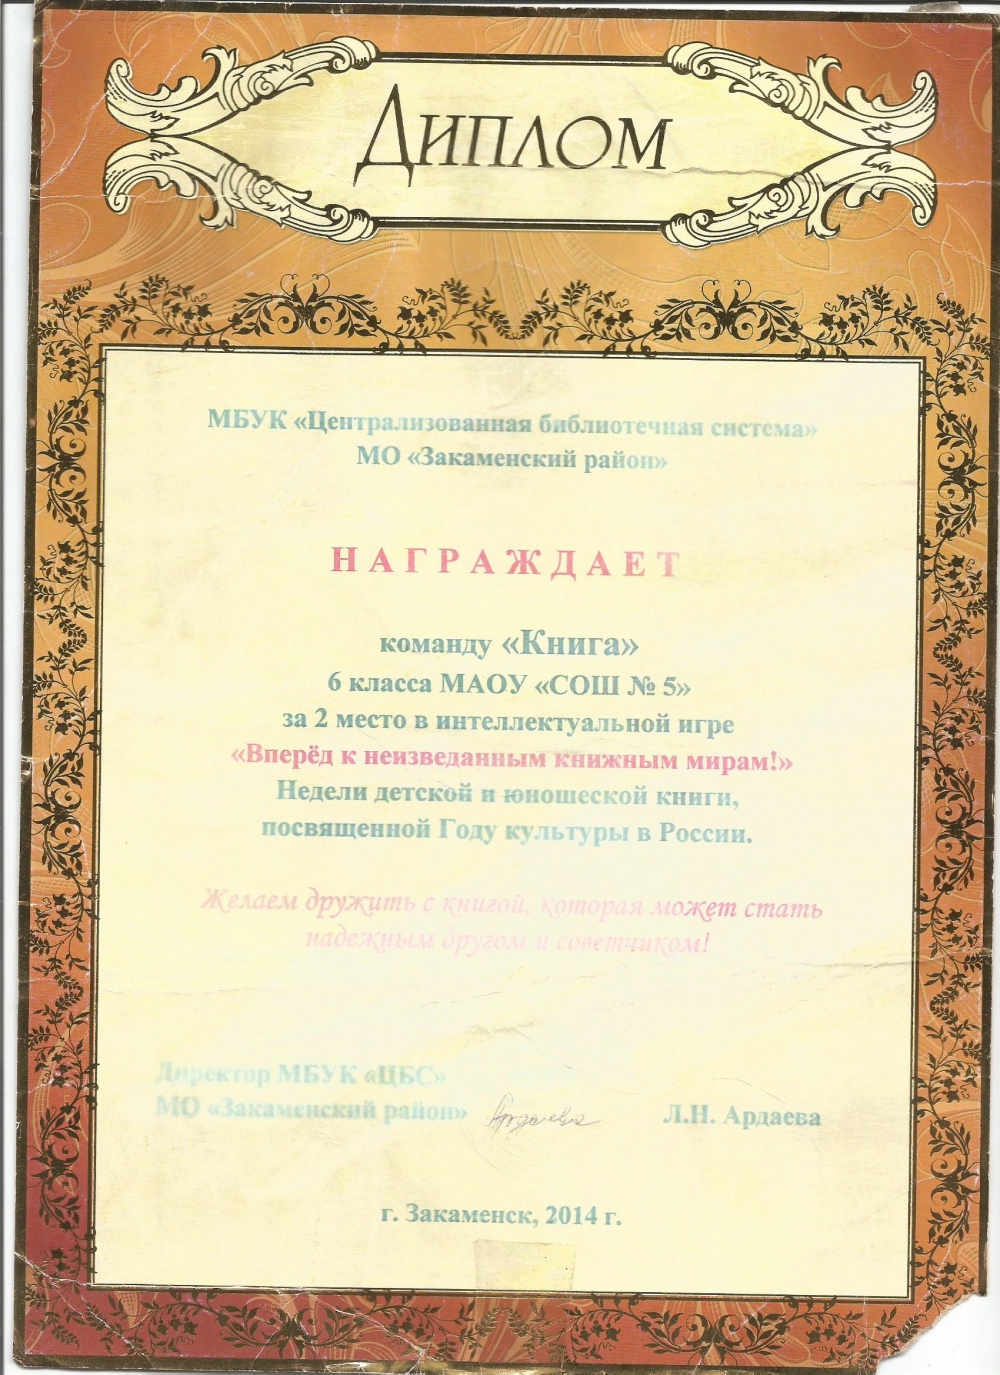 Диплом
МБУК «Централизованная библиотечная система»
МО «Закаменский район»
НАГРАЖДАЕТ
команду «Книга»
6 класса МАОУ «СОШ № 5»
за 2 место в интеллектуальной игре
«Вперёд к неизведанным книжным мирам!»
Недели детской и юношеской книги,
посвященной Году культуры в России.
Желаем дружить с книгой, которая может стать
надежным другом и советчиком!
Директор МБУК «ЦБС»
МО «Закаменский район» Ардаева Л.Н. Ардаева
г. Закаменск, 2014 г.